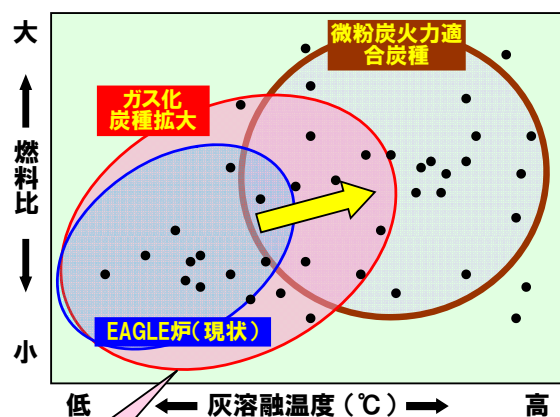 大
燃料比
小
微粉炭火力適
合炭種
ガス化
炭種拡大
EAGLE炉(現状)
低
灰溶融温度(℃)
高